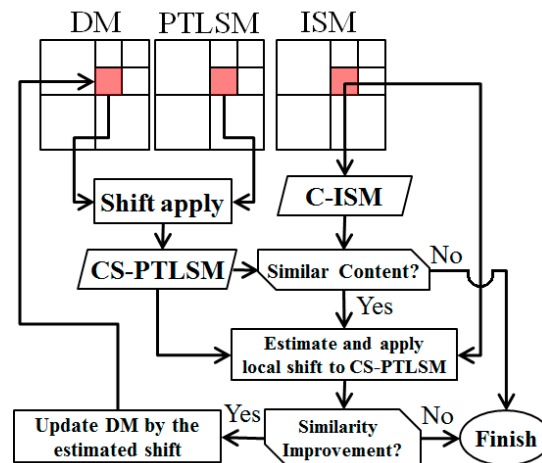 DM PTLSM ISM
Shift apply
C-ISM
CS-PTLSM
Similar Content?
No
Yes
Estimate and apply
local shift to CS-PTLSM
Update DM by the
estimated shift
Yes
Similarity
Improvement?
No
Finish